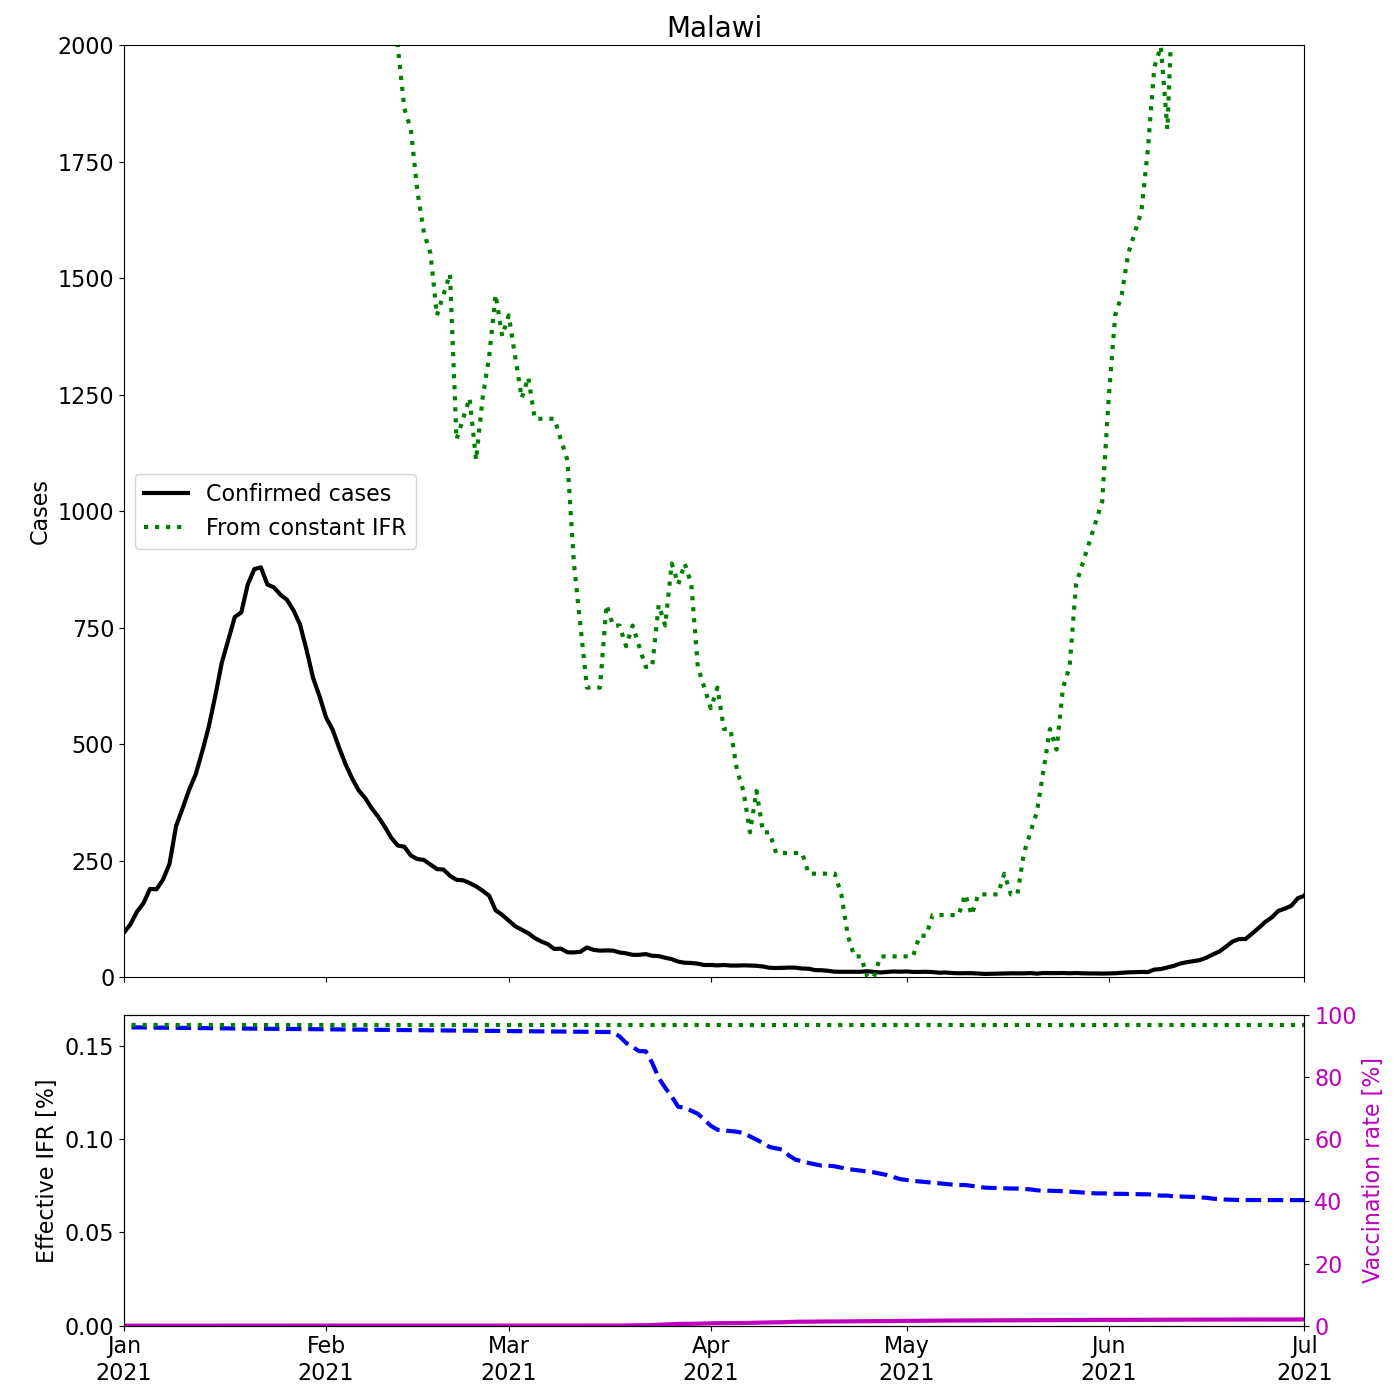 Malawi
2000
1750
1500
1250
1000
750
500
250
0
Cases
Confirmed cases
From constant IFR
0.15
0.10
0.05
0.00
Effective IFR [%]
100
80
60
40
20
0
Vaccination rate [%]
Jan Feb Mar Apr May Jun Jul
2021 2021 2021 2021 2021 2021 2021